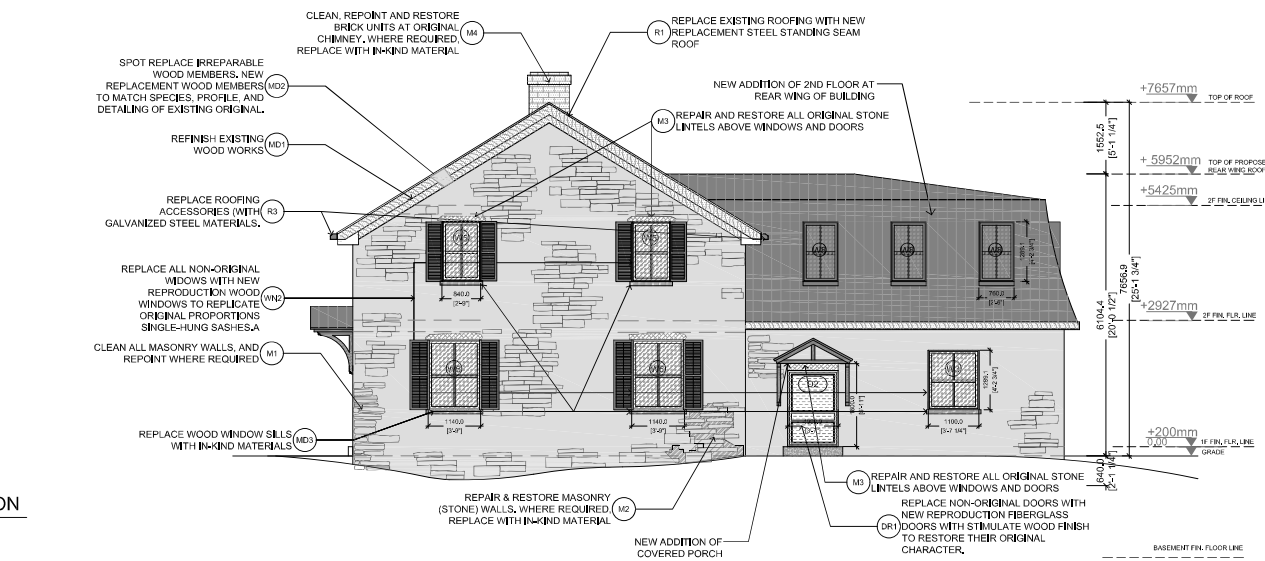 CLEAN, REPOINT AND RESTORE
BRICK UNITS AT ORIGINAL
CHIMNEY. WHERE REQUIRED,
REPLACE WITH IN-KIND MATERIAL
M4
R1
REPLACE EXISTING ROOFING WITH NEW
REPLACEMENT STEEL STANDING SEAM
ROOF
SPOT REPLACE IRREPARABLE
WOOD MEMBERS. NEW
REPLACEMENT WOOD MEMBERS
TO MATCH SPECIES, PROFILE, AND
DETAILING OF EXISTING ORIGINAL.
MD2
NEW ADDITION OF 2ND FLOOR AT
REAR WING OF BUILDING
M3
REPAIR AND RESTORE ALL ORIGINAL STONE
LINTELS ABOVE WINDOWS AND DOORS
REFINISH EXISTING
WOOD WORKS
MD1
REPLACE ROOFING
ACCESSORIES (WITH
GALVANIZED STEEL MATERIALS.
R3
REPLACE ALL NON-ORIGINAL
WIDOWS WITH NEW
REPRODUCTION WOOD
WINDOWS TO REPLICATE
ORIGINAL PROPORTIONS
SINGLE-HUNG SASHES.A
WN2
CLEAN ALL MASONRY WALLS, AND
REPOINT WHERE REQUIRED
M1
REPLACE WOOD WINDOW SILLS
WITH IN-KIND MATERIALS
MD3
REPAIR & RESTORE MASONRY
(STONE) WALLS. WHERE REQUIRED,
REPLACE WITH IN-KIND MATERIAL
M2
NEW ADDITION OF
COVERED PORCH
M3
REPAIR AND RESTORE ALL ORIGINAL STONE
LINTELS ABOVE WINDOWS AND DOORS
DR1
REPLACE NON-ORIGINAL DOORS WITH
NEW REPRODUCTION FIBERGLASS
DOORS WITH STIMULATE WOOD FINISH
TO RESTORE THEIR ORIGINAL
CHARACTER.
840.0
[2'-9"]
760.0
[2'-6"]
1289.1
[4'-2 3/4"]
1140.0
[3'-9"]
1140.0
[3'-9"]
D2
1100.0
[3'-7 1/4"]
1289.1
[4'-2 3/4"]
+7657mm
TOP OF ROOF
1552.5
[5'-1 1/4"]
+ 5952mm
TOP OF PROPOSE
REAR WING ROOF
+5425mm
2F FIN. CEILING LI
7656.9
[25'-1 3/4"]
6104.4
[20'-0 1/2"]
+2927mm
2F FIN. FLR. LINE
+200mm
1F FIN. FLR. LINE
0.00
GRADE
640.0
[2'-1 1/4"]
BASEMENT FIN. FLOOR LINE
ON